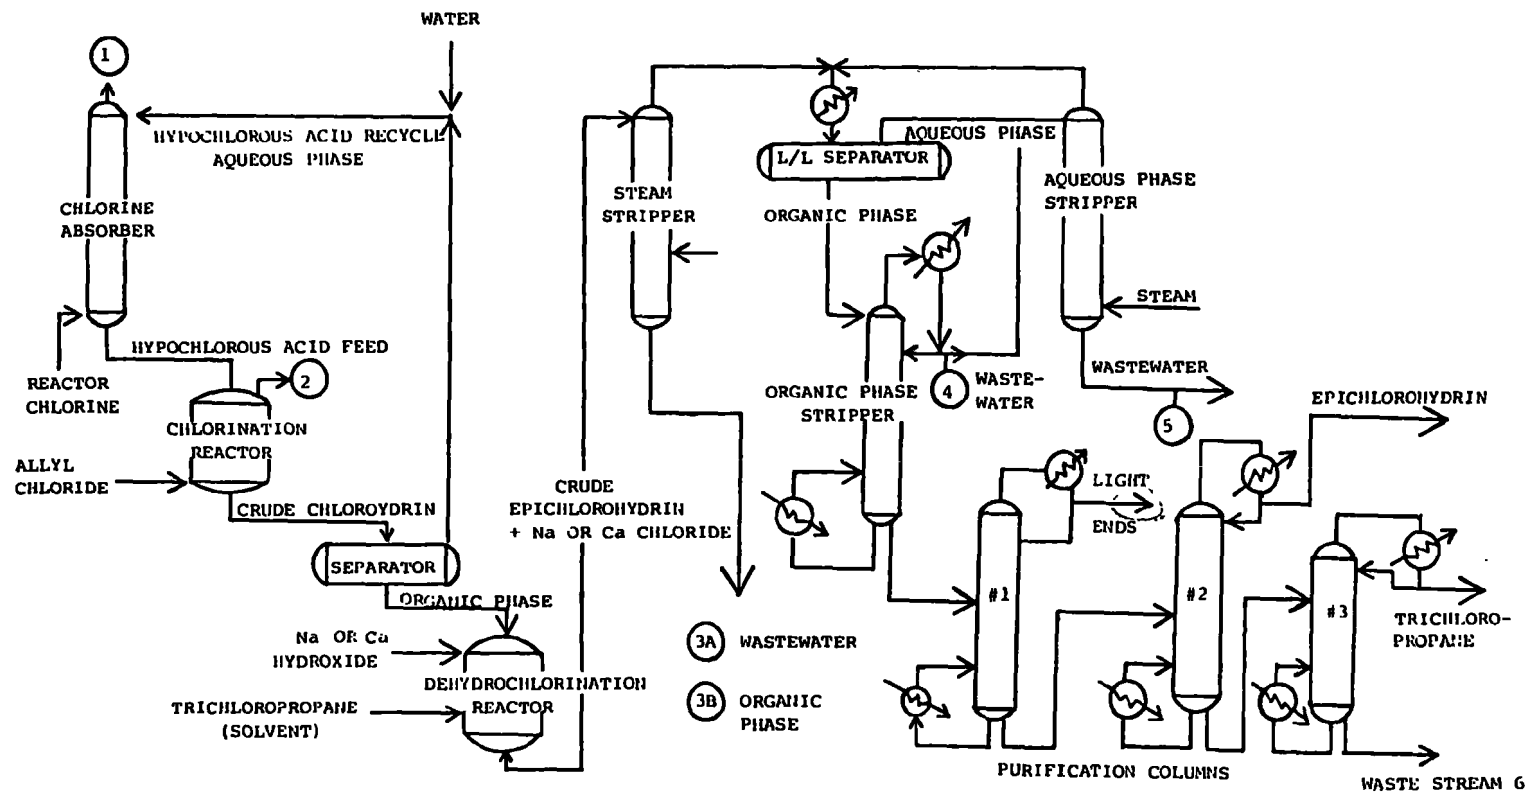 WATER
1
HYPOCHLOROUS ACID RECYCLE
AQUEOUS PHASE
CHLORINE
ABSORBER
REACTOR
CHLORINE
HYPOCHLOROUS ACID FEED
2
CHLORINATION
REACTOR
ALLYL
CHLORIDE
CRUDE CHLOROYDRIN
SEPARATOR
ORGANIC PHASE
Na OR Ca
HYDROXIDE
DEHYDROCHLORINATION
REACTOR
TRICHLOROPROPANE
(SOLVENT)
CRUDE
EPICHLOROHYDRIN
+ Na OR Ca CHLORIDE
STEAM
STRIPPER
3A WASTEWATER
3B ORGANIC
PHASE
AQUEOUS PHASE
L/L SEPARATOR
ORGANIC PHASE
AQUEOUS PHASE
STRIPPER
STEAM
WASTEWATER
5
ORGANIC PHASE
STRIPPER
4
WASTE-
WATER
LIGHT
ENDS
EPICHLOROHYDRIN
#1
#2
#3
TRICHLORO-
PROPANE
PURIFICATION COLUMNS
WASTE STREAM 6